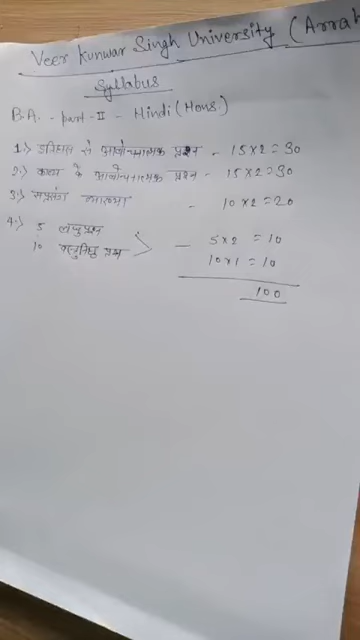 Veer Kunwar Singh University (Arrah
Syllabus
B.A. - part - II - Hindi (Hons.)
1) इतिहास से आलोचनात्मक प्रश्न - 15×2=30
2) काव्य के आलोचनात्मक प्रश्न - 15×2=30
3) सप्रसंग व्याख्या - 10×2=20
4) 5 लघु प्रश्न - 5×2 = 10
10 वस्तुनिष्ठ प्रश्न 10×1 = 10
100